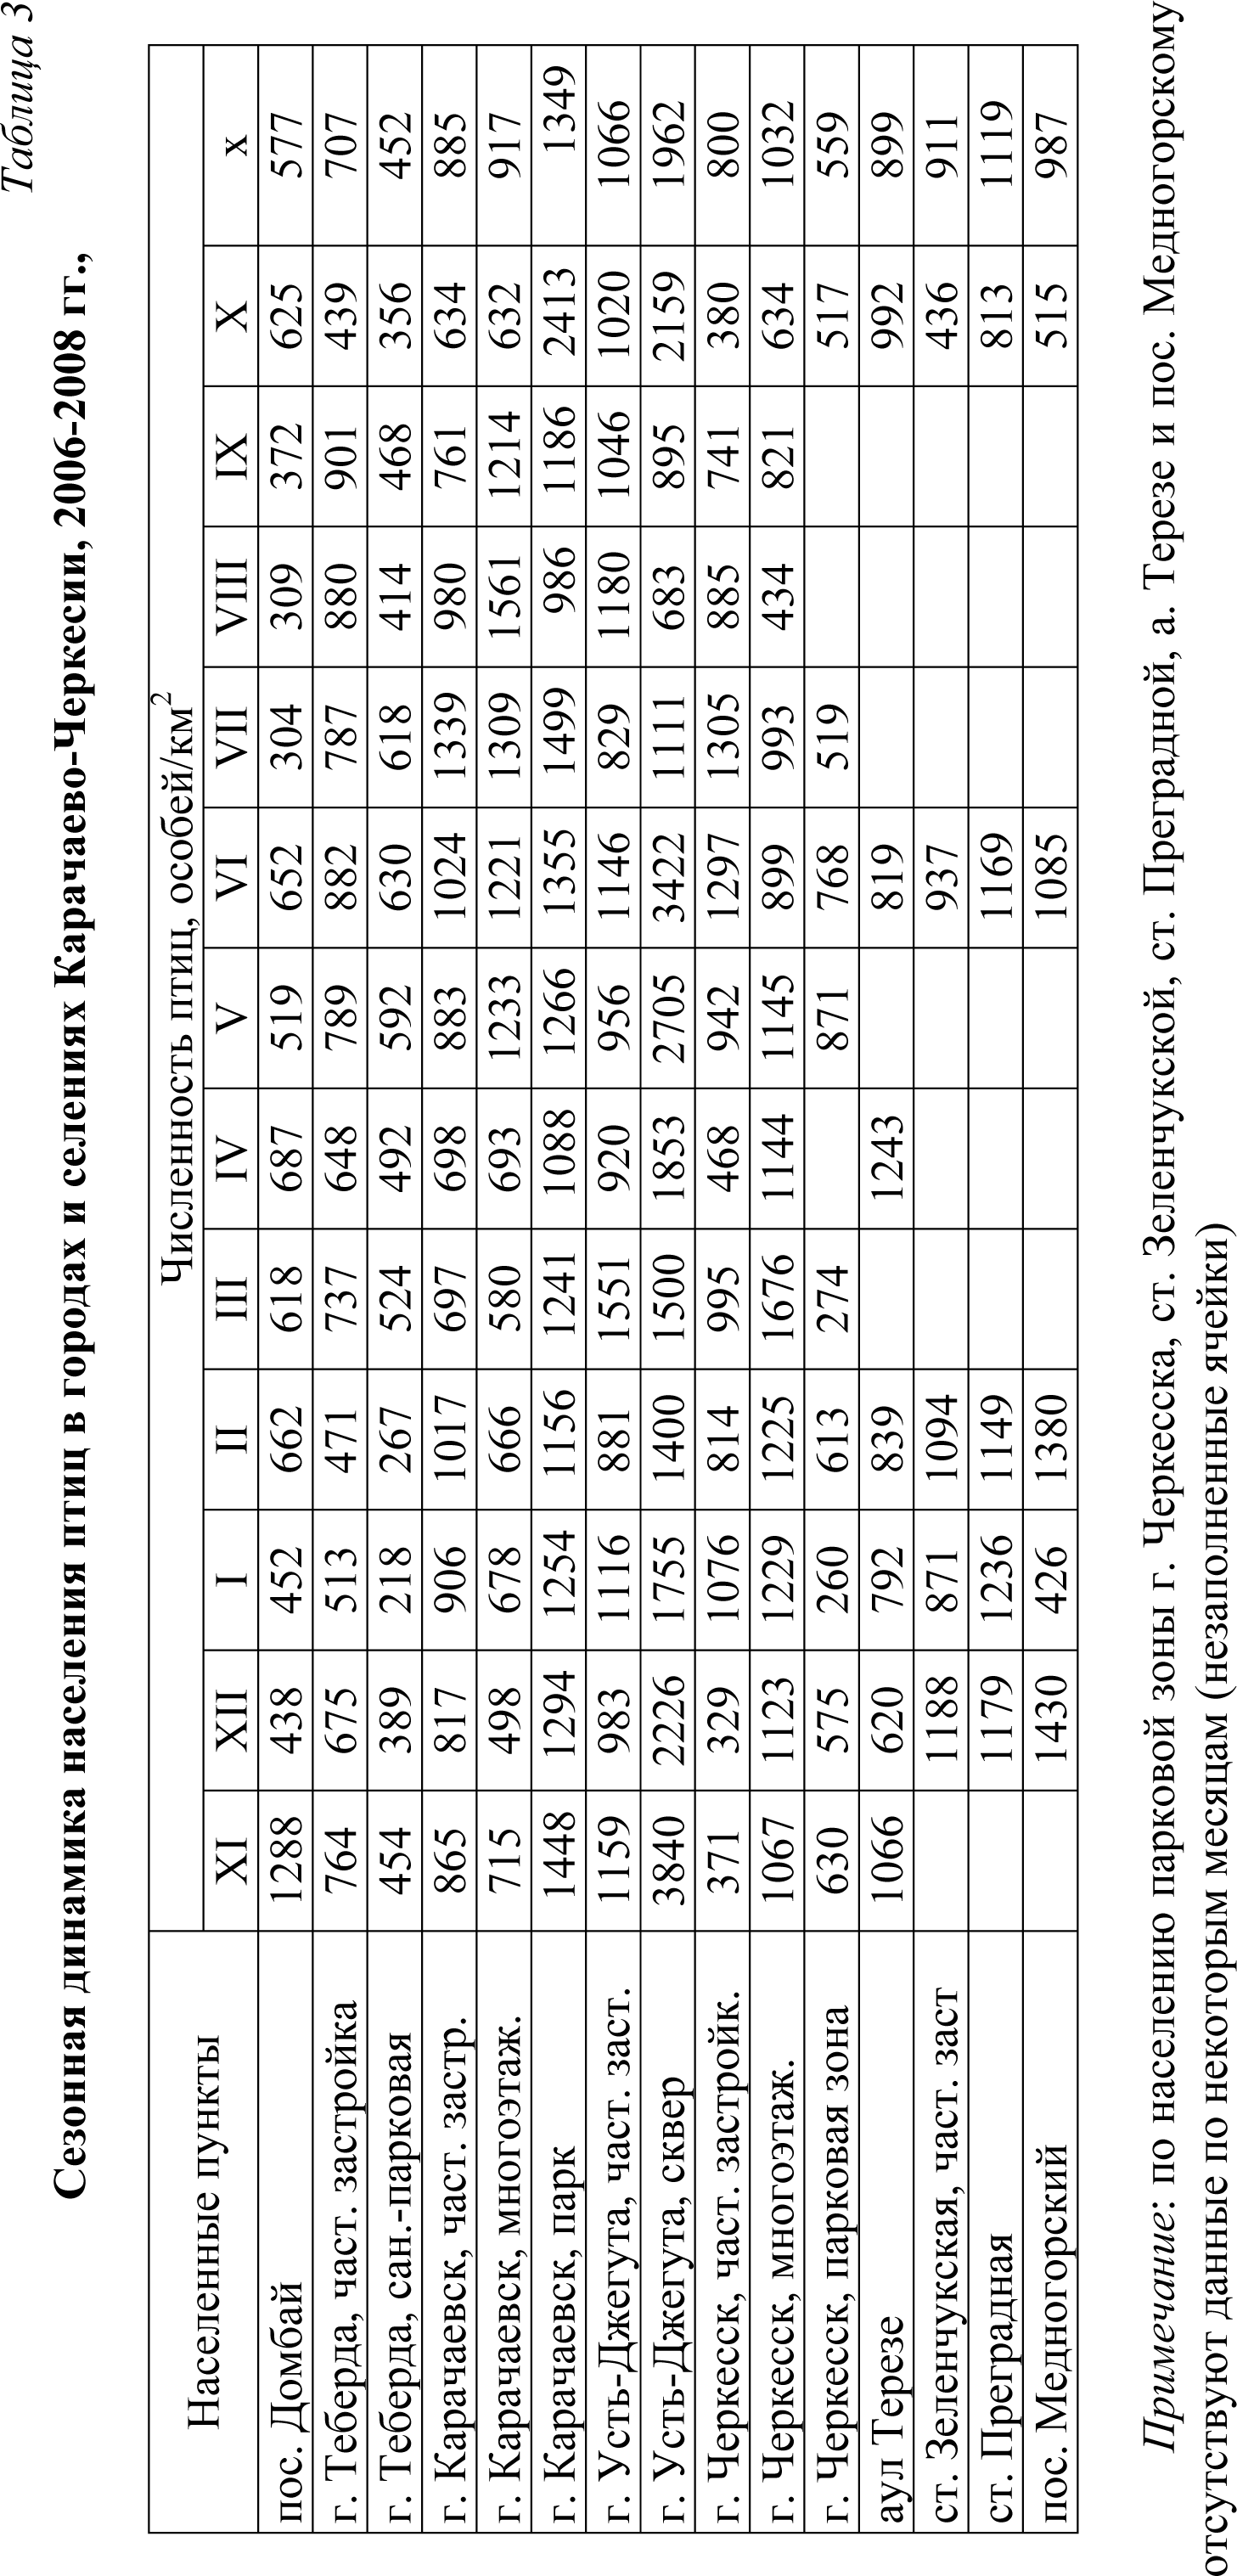 Таблица 3
Сезонная динамика населения птиц в городах и селениях Карачаево-Черкесии, 2006-2008 гг.,
Населенные пункты Численность птиц, особей/км2
XI XII I II III IV V VI VII VIII IX X x
пос. Домбай 1288 438 452 662 618 687 519 652 304 309 372 625 577
г. Теберда, част. застройка 764 675 513 471 737 648 789 882 787 880 901 439 707
г. Теберда, сан.-парковая 454 389 218 267 524 492 592 630 618 414 468 356 452
г. Карачаевск, част. застр. 865 817 906 1017 697 698 883 1024 1339 980 761 634 885
г. Карачаевск, многоэтаж. 715 498 678 666 580 693 1233 1221 1309 1561 1214 632 917
г. Карачаевск, парк 1448 1294 1254 1156 1241 1088 1266 1355 1499 986 1186 2413 1349
г. Усть-Джегута, част. заст. 1159 983 1116 881 1551 920 956 1146 829 1180 1046 1020 1066
г. Усть-Джегута, сквер 3840 2226 1755 1400 1500 1853 2705 3422 1111 683 895 2159 1962
г. Черкесск, част. застройк. 371 329 1076 814 995 468 942 1297 1305 885 741 380 800
г. Черкесск, многоэтаж. 1067 1123 1229 1225 1676 1144 1145 899 993 434 821 634 1032
г. Черкесск, парковая зона 630 575 260 613 274 871 768 519 517 559
аул Терезе 1066 620 792 839 1243 819 992 899
ст. Зеленчукская, част. заст 1188 871 1094 937 436 911
ст. Преградная 1179 1236 1149 1169 813 1119
пос. Медногорский 1430 426 1380 1085 515 987
Примечание: по населению парковой зоны г. Черкесска, ст. Зеленчукской, ст. Преградной, а. Терезе и пос. Медногорскому
отсутствуют данные по некоторым месяцам (незаполненные ячейки)